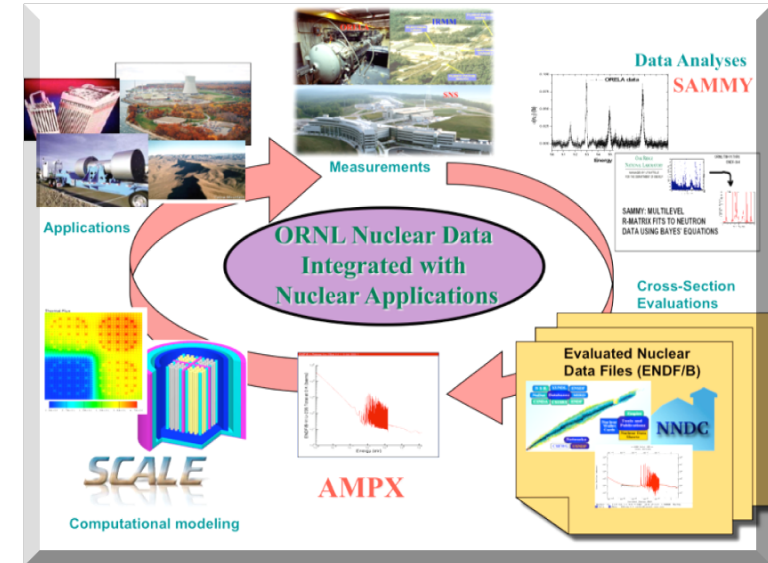 ORELA
IRMM
SNS
Measurements
Data Analyses
SAMMY
ORELA data
Energy
SAMMY: MULTILEVEL
R-MATRIX FITS TO NEUTRON
DATA USING BAYES' EQUATIONS
Applications
ORNL Nuclear Data
Integrated with
Nuclear Applications
Cross-Section
Evaluations
Evaluated Nuclear
Data Files (ENDF/B)
NNDC
AMPX
SCALE
Computational modeling